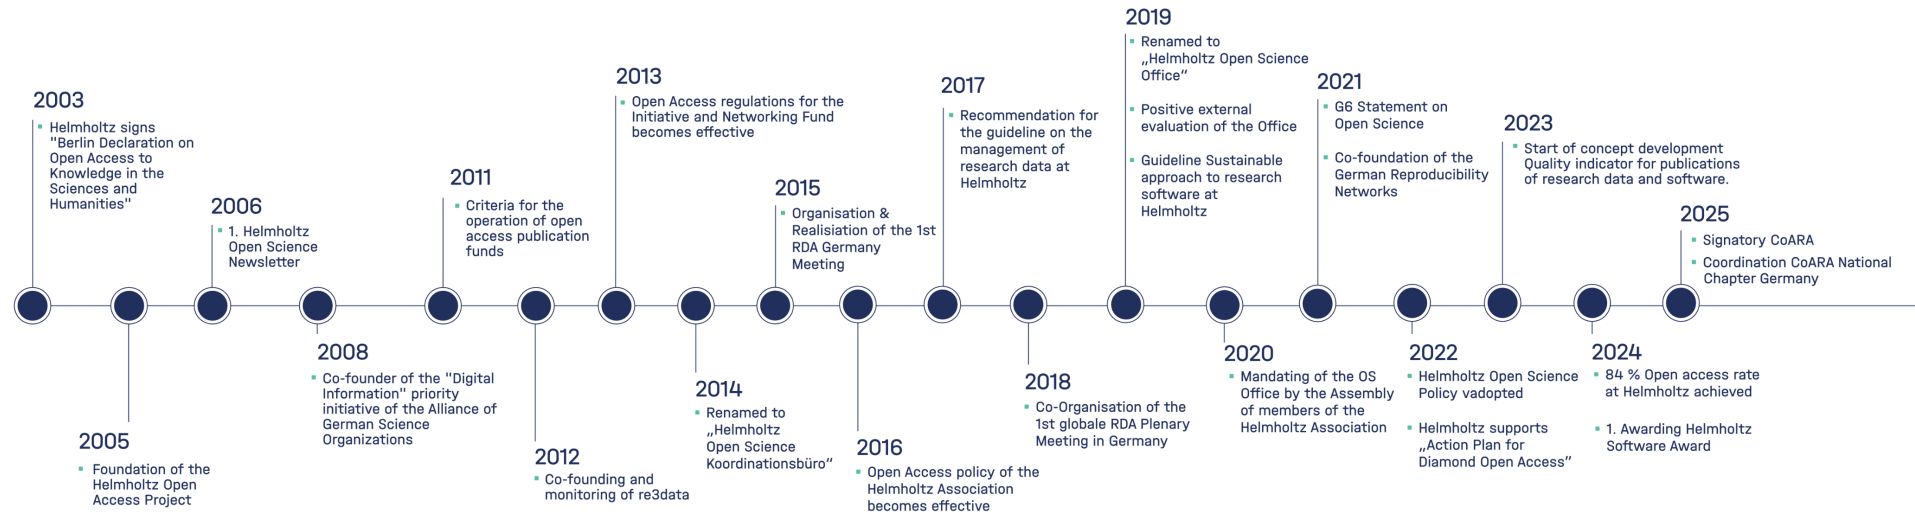 2003
▪ Helmholtz signs
"Berlin Declaration on
Open Access to
Knowledge in the
Sciences and
Humanities"
2005
▪ Foundation of the
Helmholtz Open
Access Project
2006
▪ 1. Helmholtz
Open Science
Newsletter
2008
▪ Co-founder of the "Digital
Information" priority
initiative of the Alliance of
German Science
Organizations
2011
▪ Criteria for the
operation of open
access publication
funds
2012
▪ Co-founding and
monitoring of re3data
2013
▪ Open Access regulations for the
Initiative and Networking Fund
becomes effective
2014
▪ Renamed to
„Helmholtz
Open Science
Koordinationsbüro“
2015
▪ Organisation &
Realisiation of the 1st
RDA Germany
Meeting
2016
▪ Open Access policy of the
Helmholtz Association
becomes effective
2017
▪ Recommendation for
the guideline on the
management of
research data at
Helmholtz
2018
▪ Co-Organisation of the
1st globale RDA Plenary
Meeting in Germany
2019
▪ Renamed to
„Helmholtz Open Science
Office“
▪ Positive external
evaluation of the Office
▪ Guideline Sustainable
approach to research
software at
Helmholtz
2020
▪ Mandating of the OS
Office by the Assembly
of members of the
Helmholtz Association
2021
▪ G6 Statement on
Open Science
▪ Co-foundation of the
German Reproducibility
Networks
2022
▪ Helmholtz Open Science
Policy vadopted
▪ Helmholtz supports
„Action Plan for
Diamond Open Access“
2023
▪ Start of concept development
Quality indicator for publications
of research data and software.
2024
▪ 84 % Open access rate
at Helmholtz achieved
▪ 1. Awarding Helmholtz
Software Award
2025
▪ Signatory CoARA
▪ Coordination CoARA National
Chapter Germany